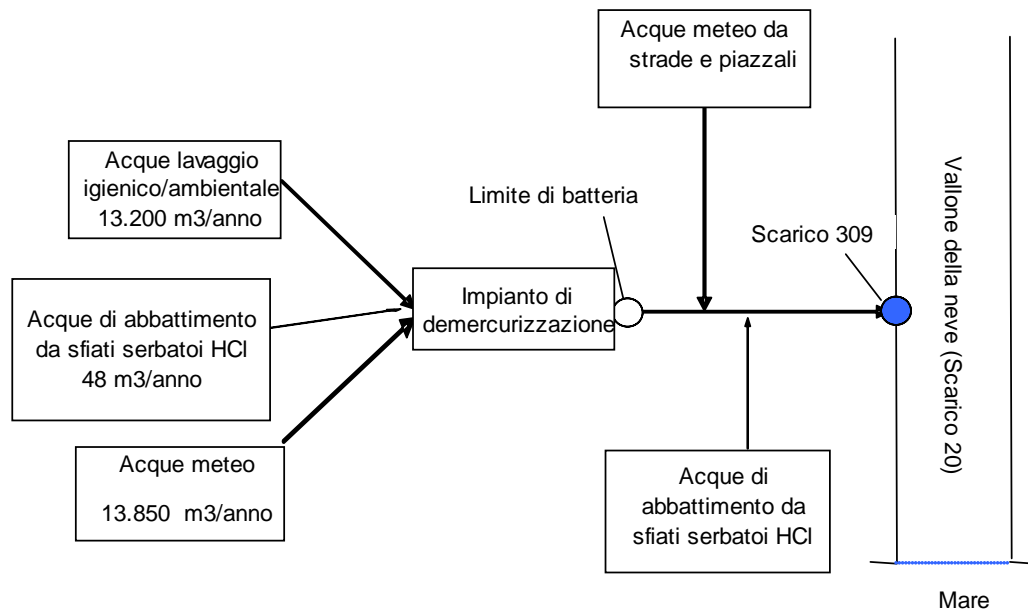 Acque meteo da
strade e piazzali
Acque lavaggio
igienico/ambientale
13.200 m3/anno
Limite di batteria
Scarico 309
Vallone della neve (Scarico 20)
Impianto di
demercurizzazione
Acque di abbattimento
da sfiati serbatoi HCl
48 m3/anno
Acque meteo
13.850 m3/anno
Acque di
abbattimento da
sfiati serbatoi HCl
Mare